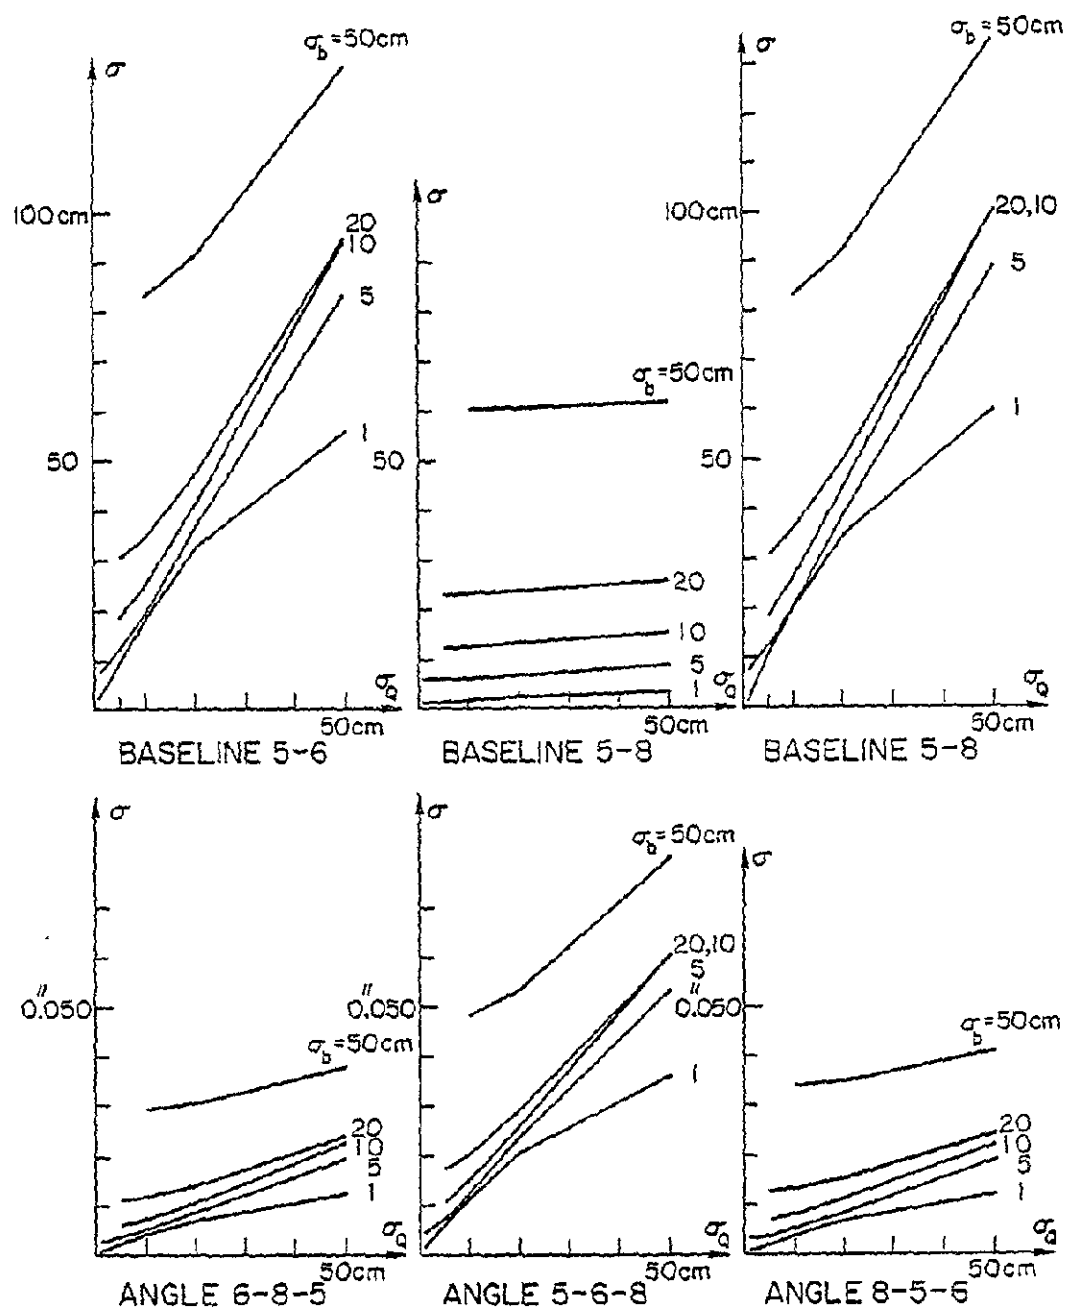 σb=50cm
σ
100cm
20
10
5
50
1
σQ
50cm
BASELINE 5-6
σ
σb=50cm
50
20
10
5
1
σQ
50cm
BASELINE 5-8
σb=50cm
σ
100cm
20,10
5
50
1
σQ
50cm
BASELINE 5-8
σ
0."050
σb=50cm
20
10
5
1
σQ
50cm
ANGLE 6-8-5
σ
σb=50cm
20,10
5
0."050
1
σQ
50cm
ANGLE 5-6-8
σ
0."050
σb=50cm
20
10
5
1
σQ
50cm
ANGLE 8-5-6